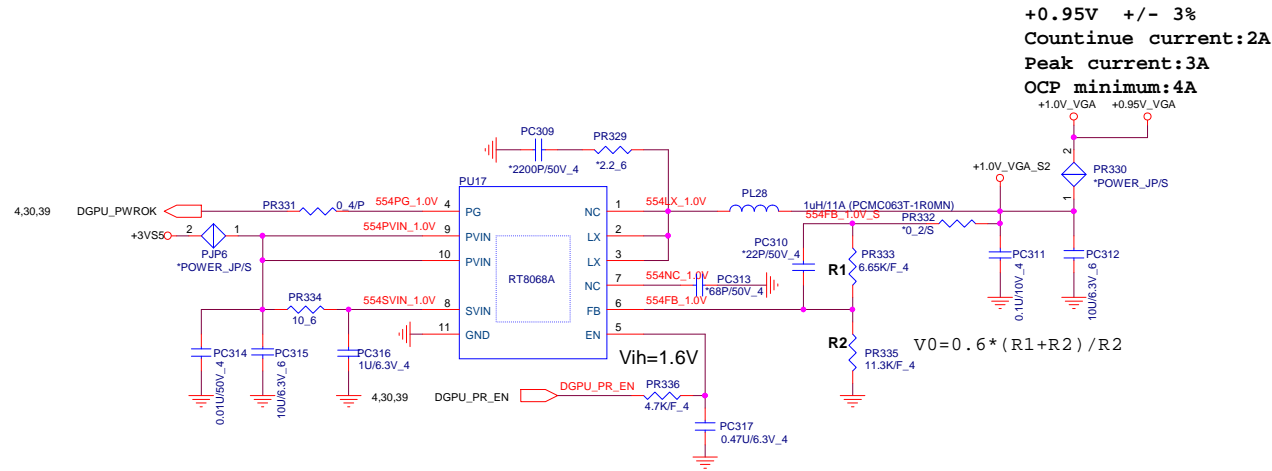 +0.95V +/- 3%
Countinue current:2A
Peak current:3A
OCP minimum:4A
+1.0V_VGA
+0.95V_VGA
PC309
*2200P/50V_4
PR329
*2.2_6
2
PR330
*POWER_JP/S
1
+1.0V_VGA_S2
PU17
4,30,39
DGPU_PWROK
PR331
0_4/P
554PG_1.0V
4
PG
NC
1
554LX_1.0V
PL28
1uH/11A (PCMC063T-1R0MN)
554FB_1.0V_S
PR332
*0_2/S
+3VS5
2
1
PJP6
*POWER_JP/S
554PVIN_1.0V
9
PVIN
LX
2
10
PVIN
LX
3
RT8068A
PC310
*22P/50V_4
R1
PR333
6.65K/F_4
PC311
0.1U/10V_4
PC312
10U/6.3V_6
NC
7
554NC_1.0V
PC313
*68P/50V_4
PR334
10_6
554SVIN_1.0V
8
SVIN
FB
6
554FB_1.0V
11
GND
EN
5
R2
PR335
11.3K/F_4
V0=0.6*(R1+R2)/R2
PC314
0.01U/50V_4
PC315
10U/6.3V_6
PC316
1U/6.3V_4
Vih=1.6V
4,30,39
DGPU_PR_EN
DGPU_PR_EN
PR336
4.7K/F_4
PC317
0.47U/6.3V_4